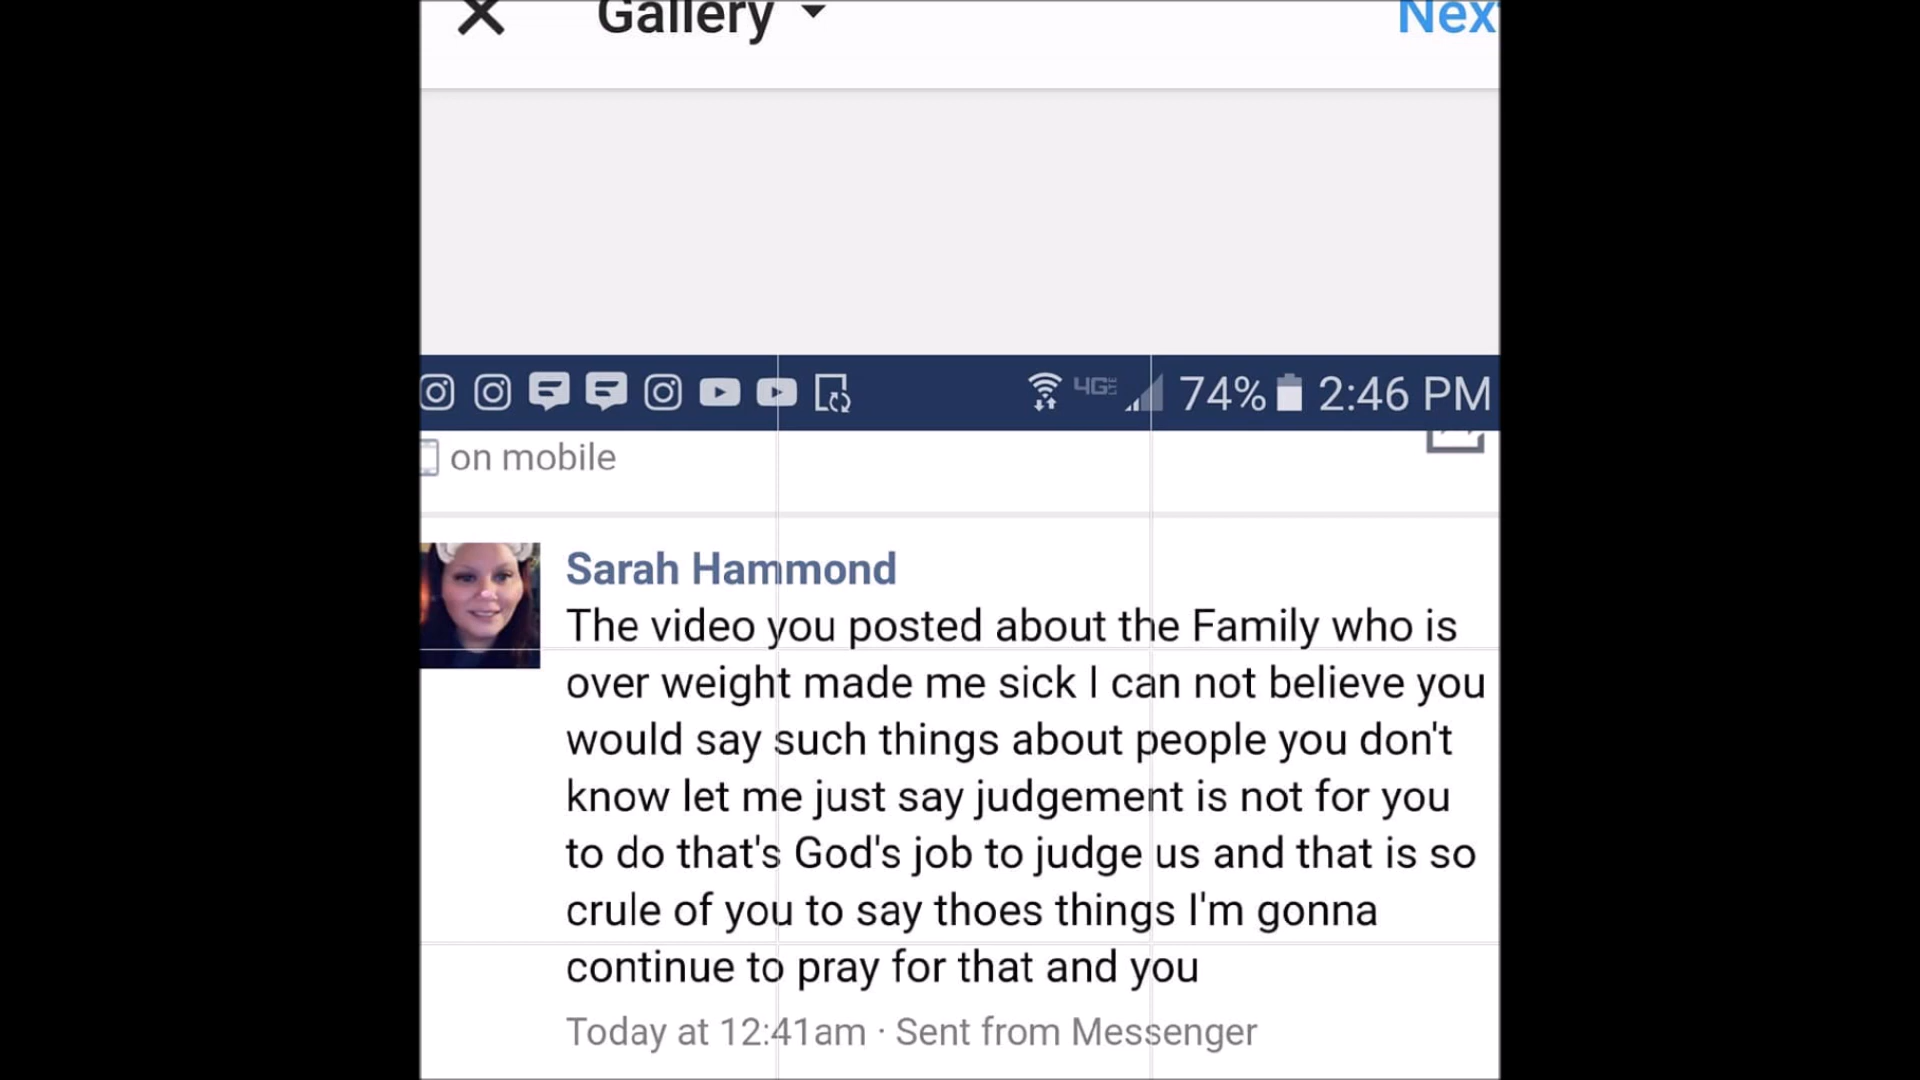 Gallery
74% 2:46 PM
on mobile
Sarah Hammond
The video you posted about the Family who is
over weight made me sick I can not believe you
would say such things about people you don't
know let me just say judgement is not for you
to do that's God's job to judge us and that is so
crule of you to say thoes things I'm gonna
continue to pray for that and you
Today at 12:41am · Sent from Messenger